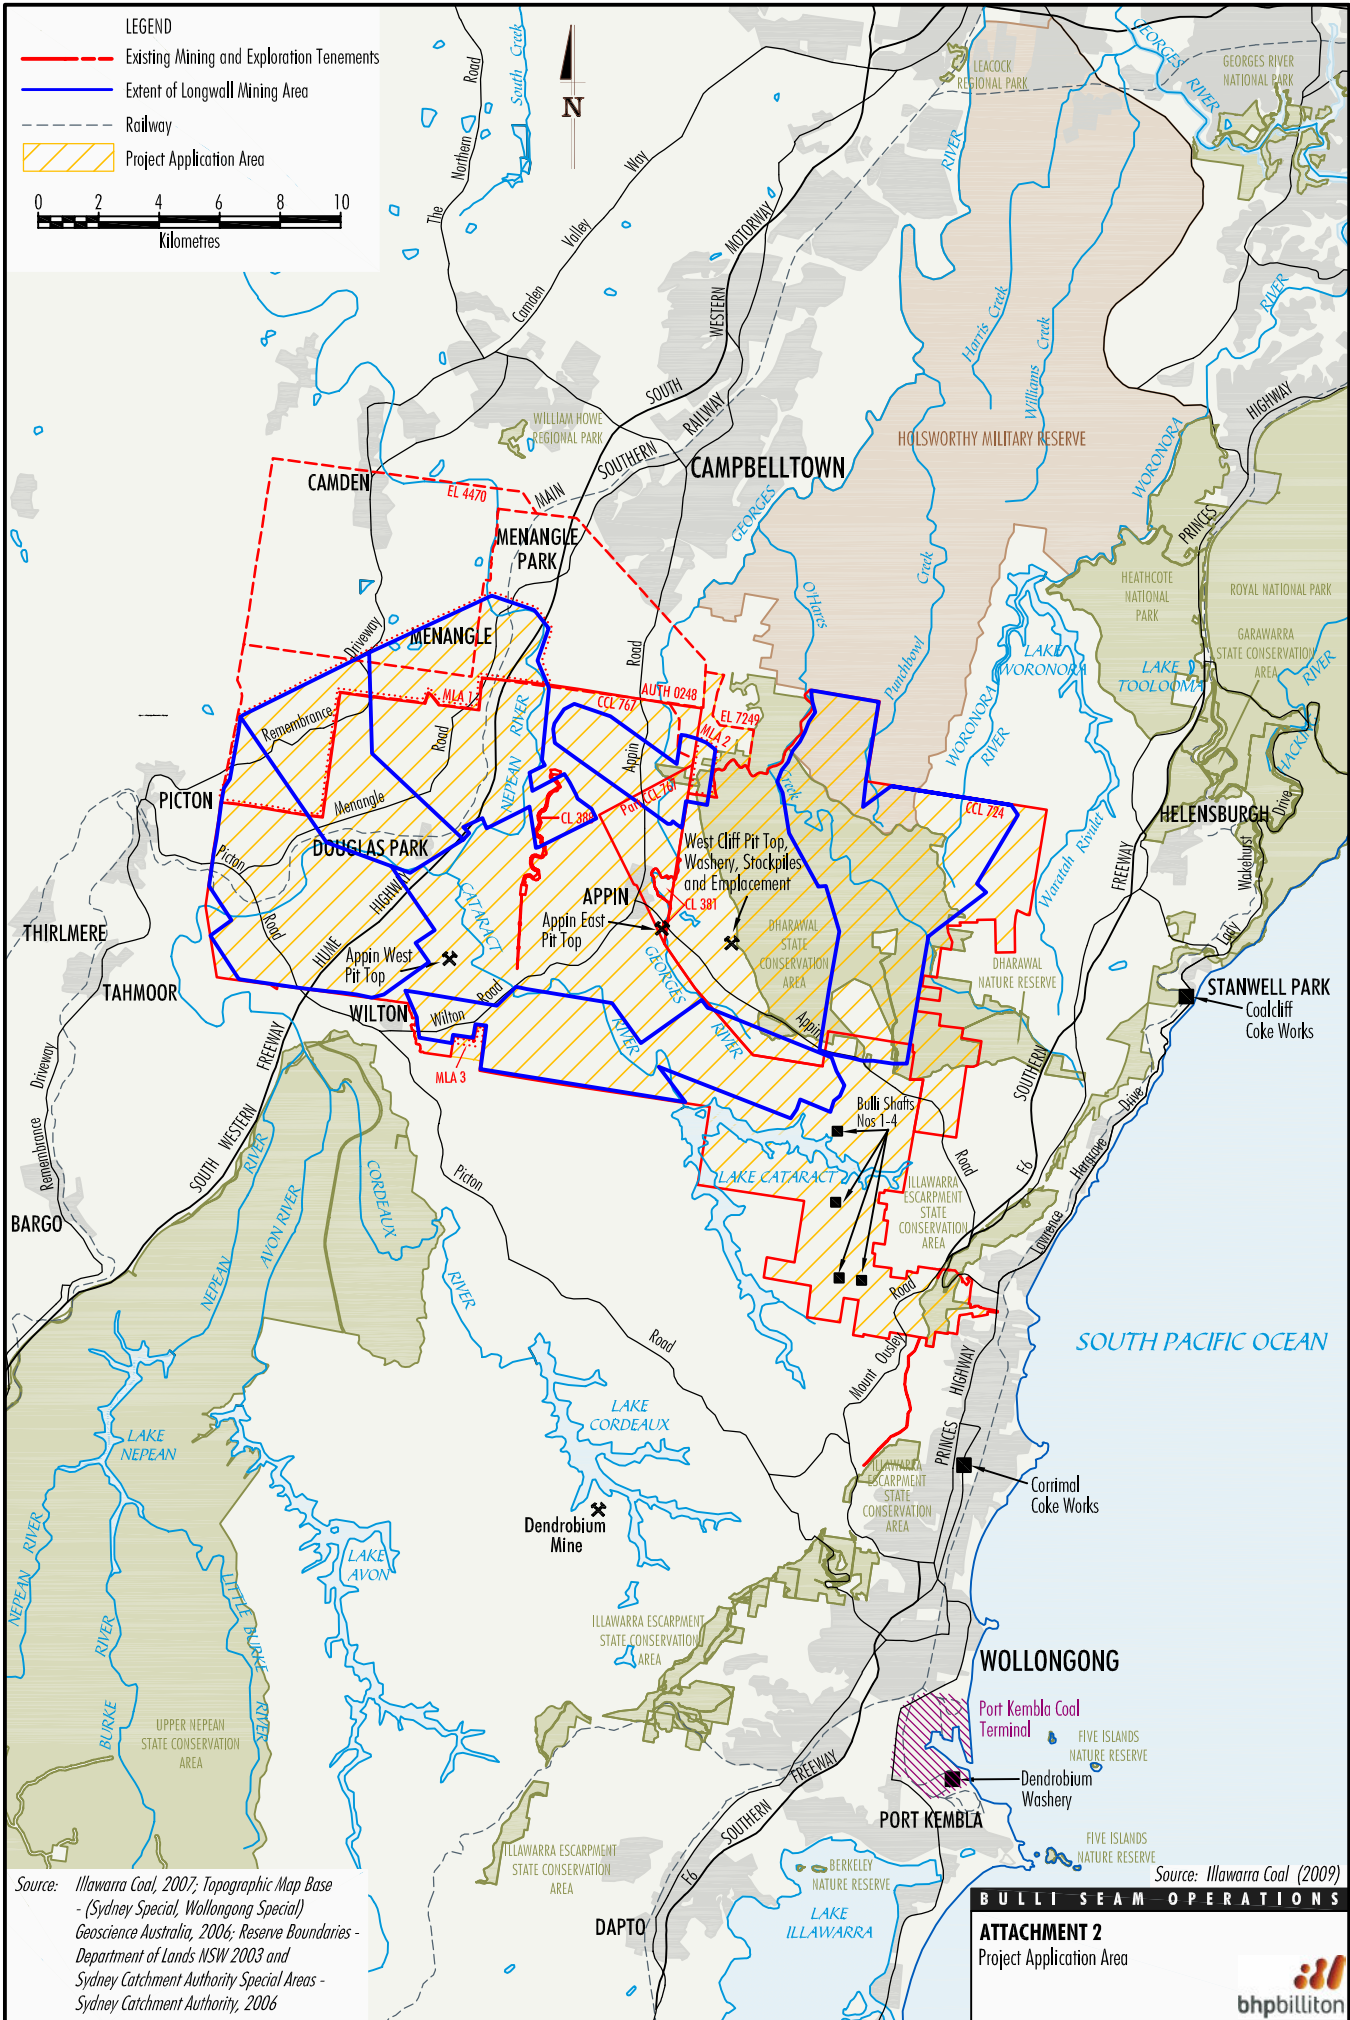 LEGEND
Existing Mining and Exploration Tenements
Extent of Longwall Mining Area
Railway
Project Application Area
0 2 4 6 8 10
Kilometres
N
The Northern Road
South Creek
Camden Valley Way
SOUTH WESTERN MOTORWAY
LEACOCK
REGIONAL PARK
GEORGES RIVER
GEORGES RIVER
NATIONAL PARK
RIVER
Harris Creek
Williams Creek
HOLSWORTHY MILITARY RESERVE
WORONORA RIVER
PRINCES HIGHWAY
WILLIAM HOWE
REGIONAL PARK
MAIN SOUTHERN RAILWAY
CAMPBELLTOWN
CAMDEN
EL 4470
MENANGLE
PARK
GEORGES
O'Hares Creek
Punchbowl Creek
HEATHCOTE
NATIONAL
PARK
ROYAL NATIONAL PARK
GARAWARRA
STATE CONSERVATION
AREA
HACKING RIVER
LAKE
WORONORA
LAKE
TOOLOOMA
WORONORA
RIVER
MENANGLE
Remembrance Driveway
MLA 1
AUTH 0248
CCL 767
EL 7249
MLA 2
Part CCL 767
CL 388
CCL 724
NEPEAN RIVER
Menangle Road
Appin Road
PICTON
Picton Road
DOUGLAS PARK
HUME HIGHWAY
CATARACT
APPIN
Appin East
Pit Top
CL 381
West Cliff Pit Top,
Washery, Stockpiles
and Emplacement
DHARAWAL
STATE
CONSERVATION
AREA
DHARAWAL
NATURE RESERVE
Waratah Rivulet
HELENSBURGH
Lady Wakehurst Drive
THIRLMERE
TAHMOOR
Appin West
Pit Top
WILTON
Wilton Road
MLA 3
GEORGES
RIVER
RIVER
Appin
Road
STANWELL PARK
Coalcliff
Coke Works
F6 SOUTHERN FREEWAY
Lawrence Hargrove Drive
Bulli Shafts
Nos 1-4
LAKE CATARACT
ILLAWARRA
ESCARPMENT
STATE
CONSERVATION
AREA
Remembrance Driveway
SOUTH WESTERN FREEWAY
BARGO
NEPEAN RIVER
AVON RIVER
CORDEAUX
RIVER
Picton
Road
Mount Ousley Road
PRINCES HIGHWAY
SOUTH PACIFIC OCEAN
LAKE
NEPEAN
LAKE
CORDEAUX
ILLAWARRA
ESCARPMENT
STATE
CONSERVATION
AREA
Corrimal
Coke Works
Dendrobium
Mine
NEPEAN RIVER
LAKE
AVON
BURKE RIVER
LITTLE BURKE RIVER
ILLAWARRA ESCARPMENT
STATE CONSERVATION
AREA
UPPER NEPEAN
STATE CONSERVATION
AREA
WOLLONGONG
Port Kembla Coal
Terminal
FIVE ISLANDS
NATURE RESERVE
Dendrobium
Washery
PORT KEMBLA
FIVE ISLANDS
NATURE RESERVE
F6 SOUTHERN FREEWAY
ILLAWARRA ESCARPMENT
STATE CONSERVATION
AREA
BERKELEY
NATURE RESERVE
LAKE
ILLAWARRA
DAPTO
Source: Illawarra Coal, 2007; Topographic Map Base
- (Sydney Special, Wollongong Special)
Geoscience Australia, 2006; Reserve Boundaries -
Department of Lands NSW 2003 and
Sydney Catchment Authority Special Areas -
Sydney Catchment Authority, 2006
Source: Illawarra Coal (2009)
BULLI SEAM OPERATIONS
ATTACHMENT 2
Project Application Area
bhpbilliton